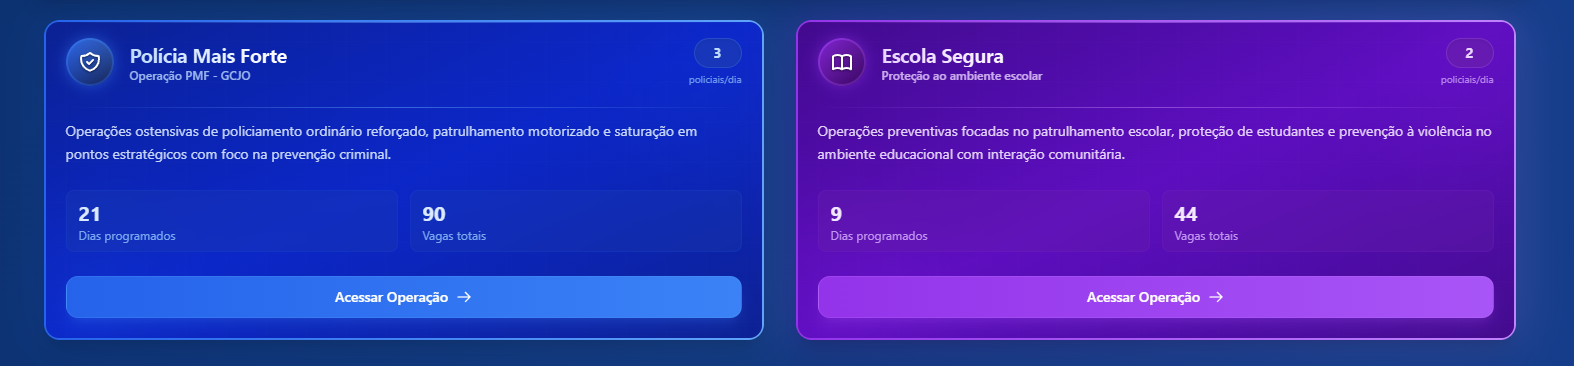 Polícia Mais Forte
Operação PMF - GCJO
3
policiais/dia
Operações ostensivas de policiamento ordinário reforçado, patrulhamento motorizado e saturação em
pontos estratégicos com foco na prevenção criminal.
21
Dias programados
90
Vagas totais
Acessar Operação →
Escola Segura
Proteção ao ambiente escolar
2
policiais/dia
Operações preventivas focadas no patrulhamento escolar, proteção de estudantes e prevenção à violência no
ambiente educacional com interação comunitária.
9
Dias programados
44
Vagas totais
Acessar Operação →